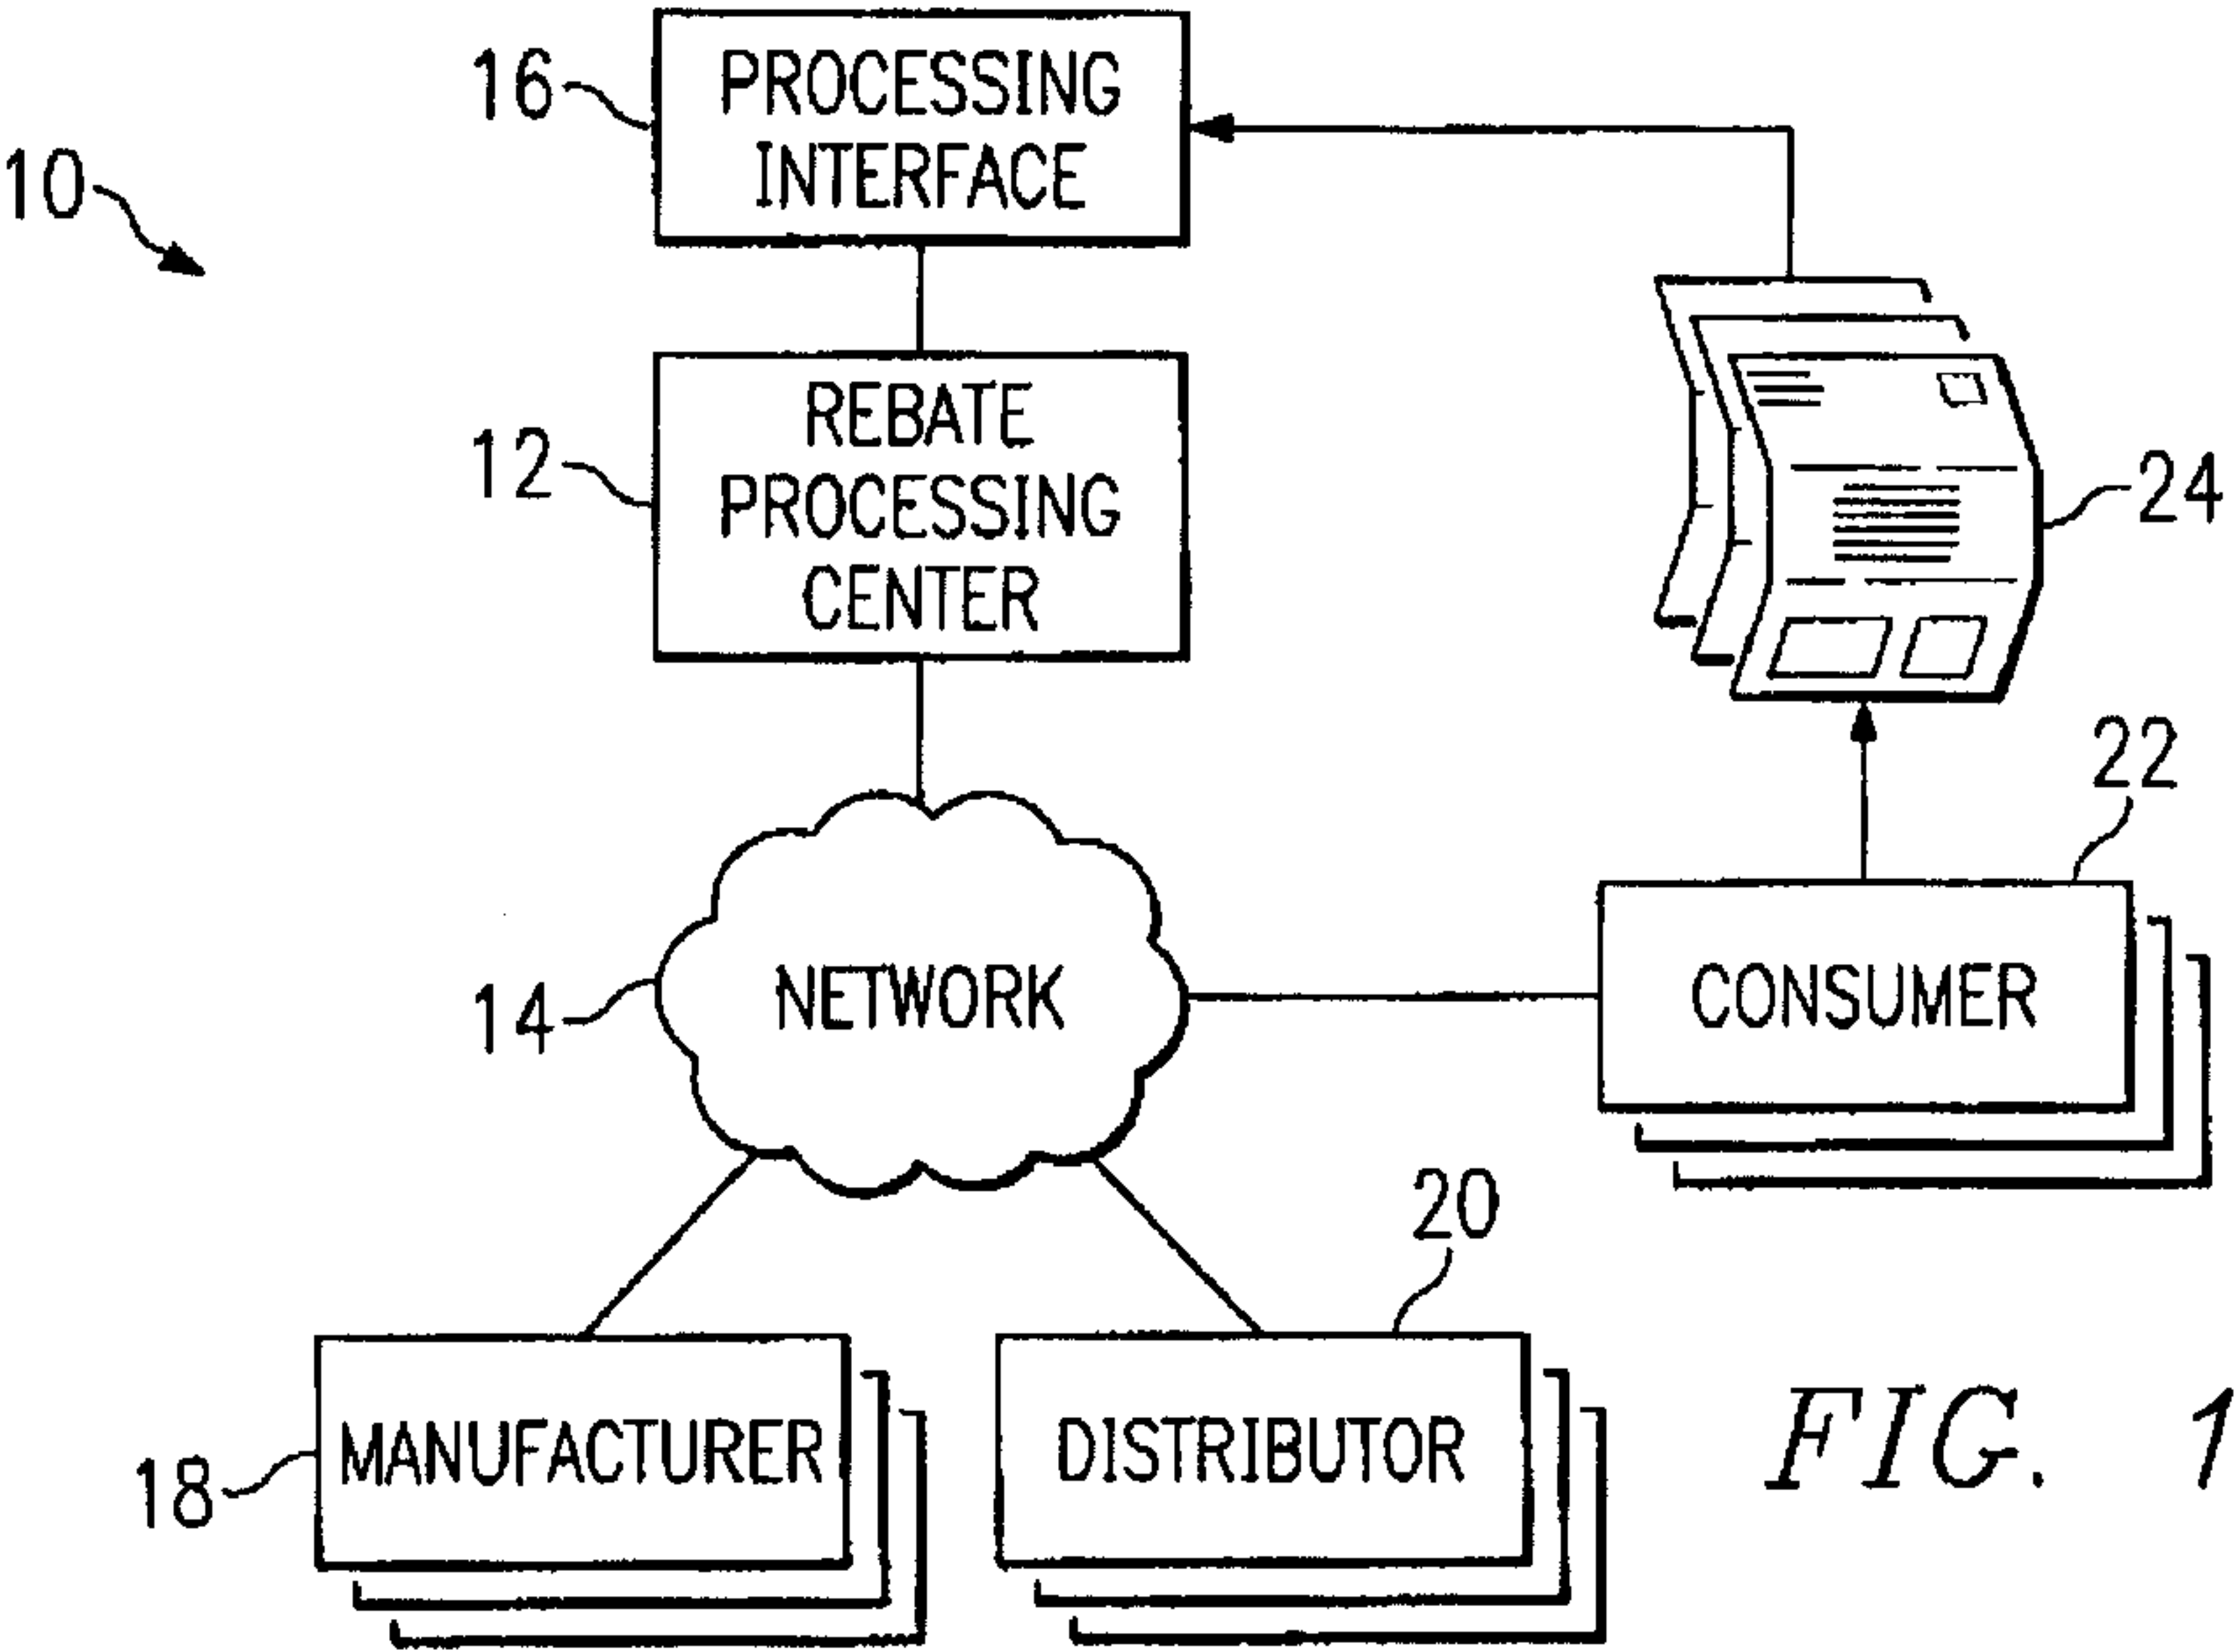 16
PROCESSING
INTERFACE
10
12
REBATE
PROCESSING
CENTER
24
22
14
NETWORK
CONSUMER
20
18
MANUFACTURER
DISTRIBUTOR
FIG. 1